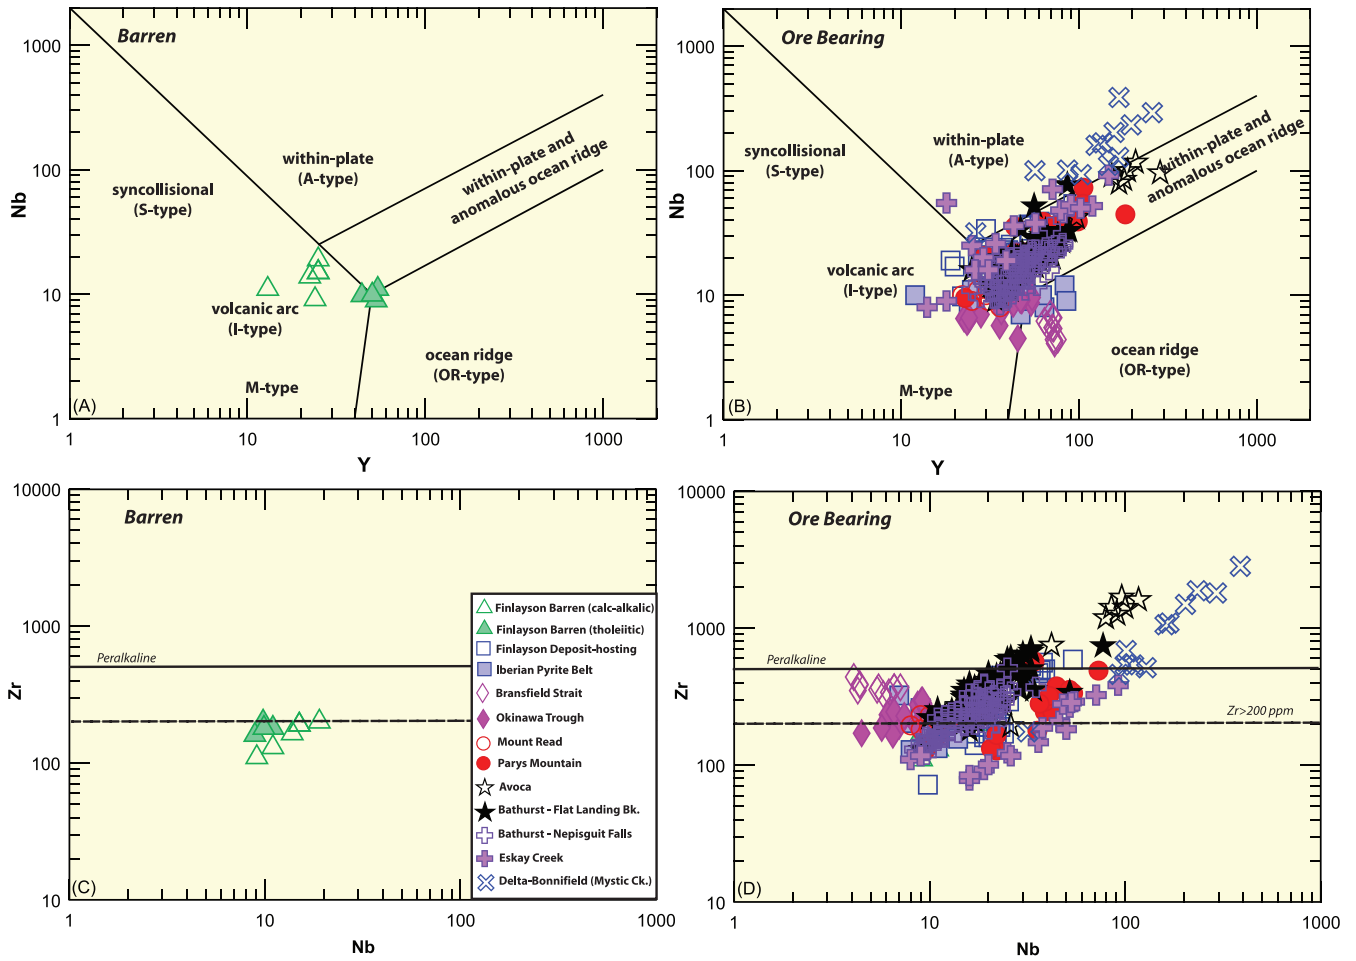 Barren
1000
100
10
1
Nb
within-plate
(A-type)
syncollisional
(S-type)
within-plate and
anomalous ocean ridge
volcanic arc
(I-type)
ocean ridge
(OR-type)
M-type
(A)
1
10
100
1000
Y
Ore Bearing
1000
100
10
1
Nb
within-plate
(A-type)
syncollisional
(S-type)
within-plate and
anomalous ocean ridge
volcanic arc
(I-type)
ocean ridge
(OR-type)
M-type
(B)
10
100
1000
Y
10000
1000
100
10
Zr
Barren
Peralkaline
Finlayson Barren (calc-alkalic)
Finlayson Barren (tholeiitic)
Finlayson Deposit-hosting
Iberian Pyrite Belt
Bransfield Strait
Okinawa Trough
Mount Read
Parys Mountain
Avoca
Bathurst - Flat Landing Bk.
Bathurst - Nepisguit Falls
Eskay Creek
Delta-Bonnifield (Mystic Ck.)
(C)
1
10
100
1000
Nb
10000
1000
100
10
Zr
Ore Bearing
Peralkaline
Zr>200 ppm
(D)
1
10
100
1000
Nb